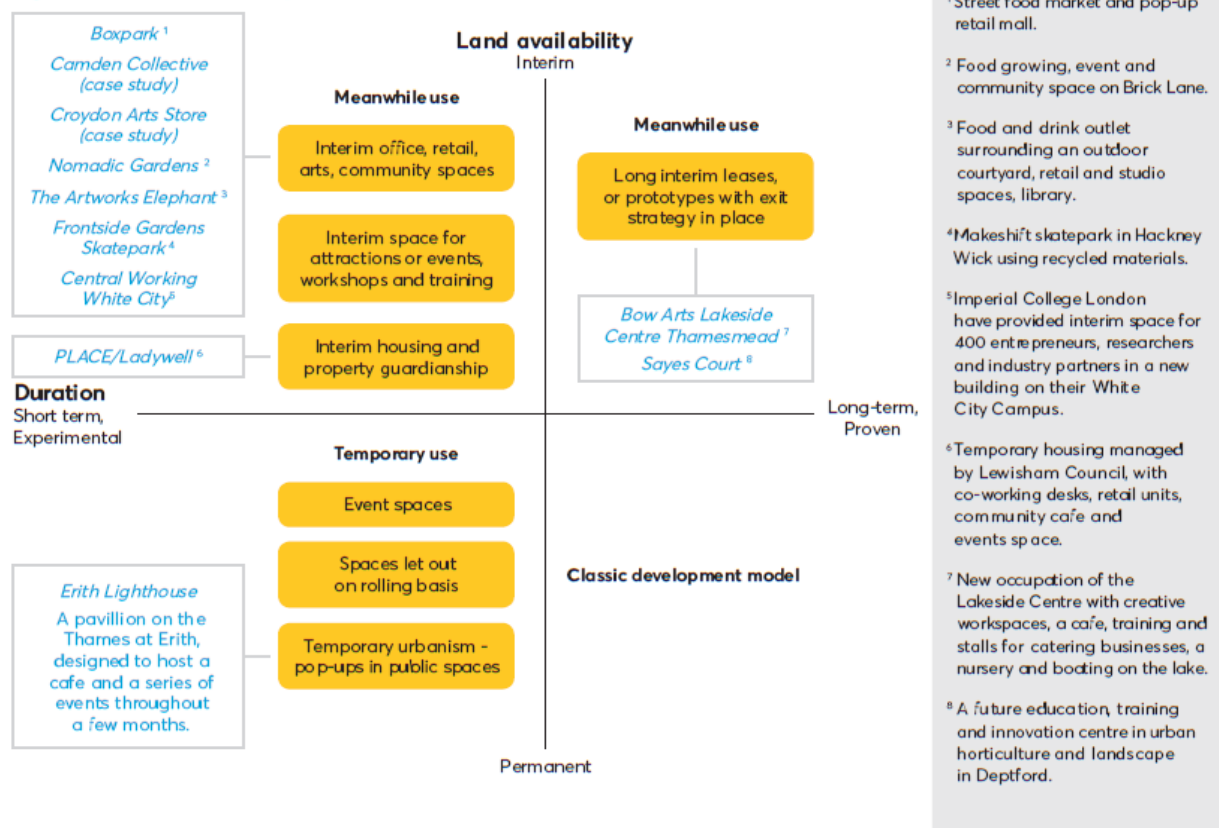 Boxpark ¹
Camden Collective
(case study)
Croydon Arts Store
(case study)
Nomadic Gardens ²
The Artworks Elephant ³
Frontside Gardens
Skatepark ⁴
Central Working
White City⁵
PLACE/Ladywell ⁶
Land availability
Interim
Meanwhile use
Interim office, retail,
arts, community spaces
Interim space for
attractions or events,
workshops and training
Interim housing and
property guardianship
Meanwhile use
Long interim leases,
or prototypes with exit
strategy in place
Bow Arts Lakeside
Centre Thamesmead ⁷
Sayes Court ⁸
Duration
Short term,
Experimental
Long-term,
Proven
Temporary use
Event spaces
Spaces let out
on rolling basis
Temporary urbanism -
pop-ups in public spaces
Erith Lighthouse
A pavillion on the
Thames at Erith,
designed to host a
cafe and a series of
events throughout
a few months.
Classic development model
Permanent
¹ Street food market and pop-up
retail mall.
² Food growing, event and
community space on Brick Lane.
³ Food and drink outlet
surrounding an outdoor
courtyard, retail and studio
spaces, library.
⁴ Makeshift skatepark in Hackney
Wick using recycled materials.
⁵ Imperial College London
have provided interim space for
400 entrepreneurs, researchers
and industry partners in a new
building on their White
City Campus.
⁶ Temporary housing managed
by Lewisham Council, with
co-working desks, retail units,
community cafe and
events space.
⁷ New occupation of the
Lakeside Centre with creative
workspaces, a cafe, training and
stalls for catering businesses, a
nursery and boating on the lake.
⁸ A future education, training
and innovation centre in urban
horticulture and landscape
in Deptford.